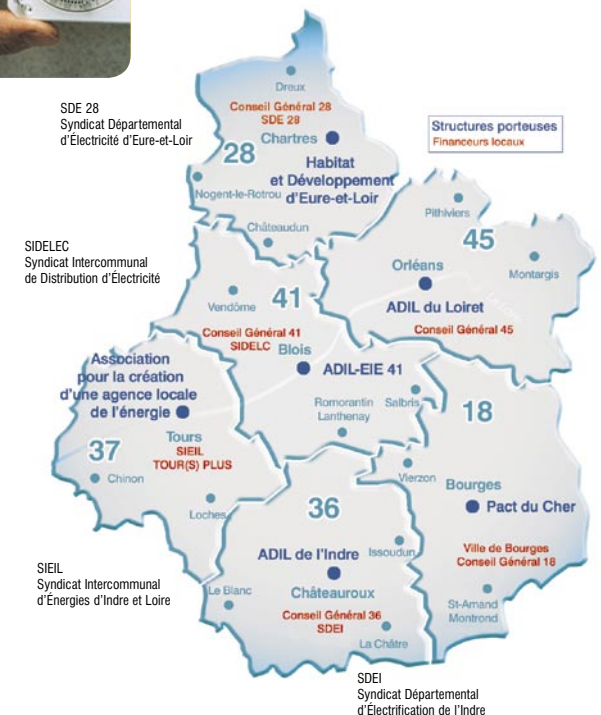 SDE 28
Syndicat Départemental
d'Électricité d'Eure-et-Loir
Dreux
Conseil Général 28
SDE 28
Chartres
28
Habitat
et Développement
d'Eure-et-Loir
Nogent-le-Rotrou
Châteaudun
Structures porteuses
Financeurs locaux
Pithiviers
45
Orléans
Montargis
ADIL du Loiret
Conseil Général 45
SIDELEC
Syndicat Intercommunal
de Distribution d'Électricité
41
Vendôme
Conseil Général 41
SIDELC
Blois
ADIL-EIE 41
Romorantin
Lanthenay
Salbris
Association
pour la création
d'une agence locale
de l'énergie
Tours
37
SIEIL
TOUR(S) PLUS
Chinon
Loches
18
Vierzon
Bourges
Pact du Cher
Ville de Bourges
Conseil Général 18
St-Amand
Montrond
36
ADIL de l'Indre
Issoudun
Châteauroux
Le Blanc
Conseil Général 36
SDEI
La Châtre
SIEIL
Syndicat Intercommunal
d'Énergies d'Indre et Loire
SDEI
Syndicat Départemental
d'Électrification de l'Indre